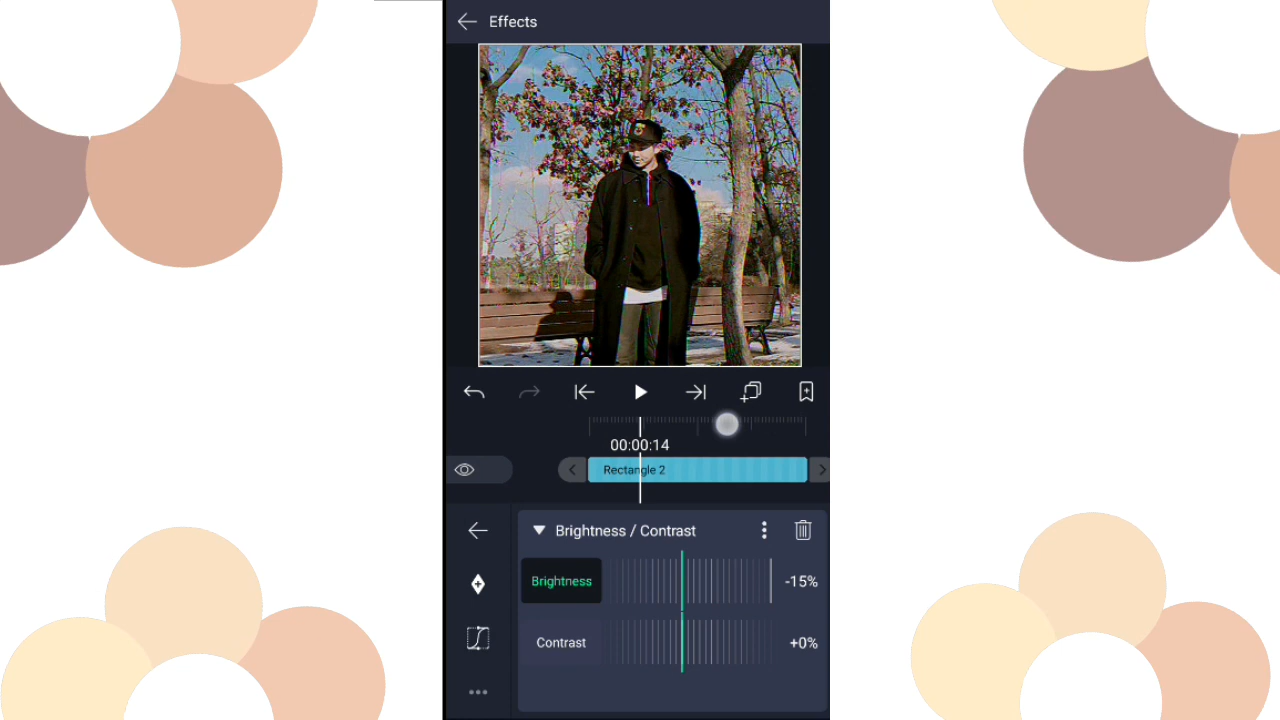 Effects
00:00:14
Rectangle 2
Brightness / Contrast
Brightness -15%
Contrast +0%